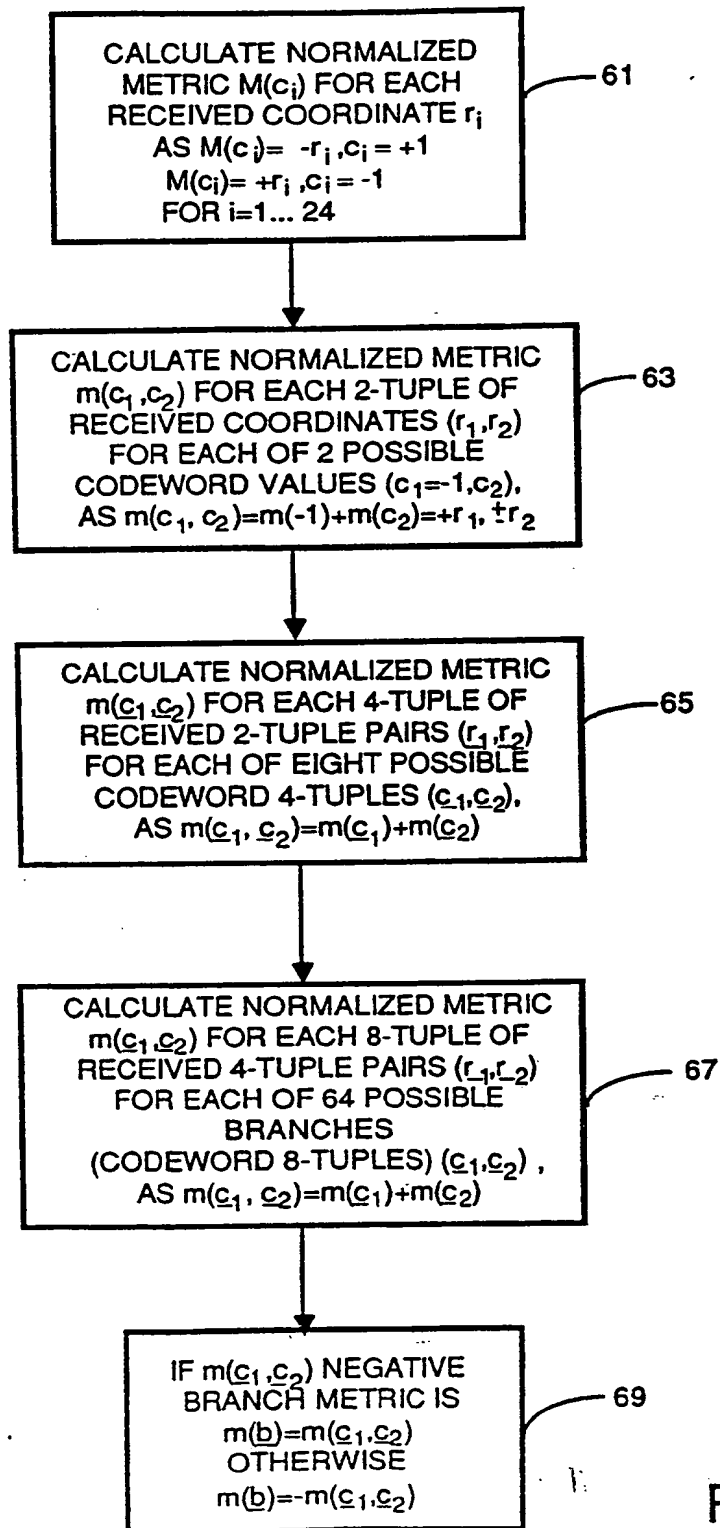 CALCULATE NORMALIZED
METRIC M(cᵢ) FOR EACH
RECEIVED COORDINATE rᵢ
AS M(cᵢ)= -rᵢ ,cᵢ = +1
M(cᵢ)= +rᵢ ,cᵢ = -1
FOR i=1... 24
61
CALCULATE NORMALIZED METRIC
m(c₁,c₂) FOR EACH 2-TUPLE OF
RECEIVED COORDINATES (r₁,r₂)
FOR EACH OF 2 POSSIBLE
CODEWORD VALUES (c₁=-1,c₂),
AS m(c₁, c₂)=m(-1)+m(c₂)=+r₁, ±r₂
63
CALCULATE NORMALIZED METRIC
m(c₁,c₂) FOR EACH 4-TUPLE OF
RECEIVED 2-TUPLE PAIRS (r₁,r₂)
FOR EACH OF EIGHT POSSIBLE
CODEWORD 4-TUPLES (c₁,c₂),
AS m(c₁, c₂)=m(c₁)+m(c₂)
65
CALCULATE NORMALIZED METRIC
m(c₁,c₂) FOR EACH 8-TUPLE OF
RECEIVED 4-TUPLE PAIRS (r₁,r₂)
FOR EACH OF 64 POSSIBLE
BRANCHES
(CODEWORD 8-TUPLES) (c₁,c₂) ,
AS m(c₁, c₂)=m(c₁)+m(c₂)
67
IF m(c₁,c₂) NEGATIVE
BRANCH METRIC IS
m(b)=m(c₁,c₂)
OTHERWISE
m(b)=-m(c₁,c₂)
69